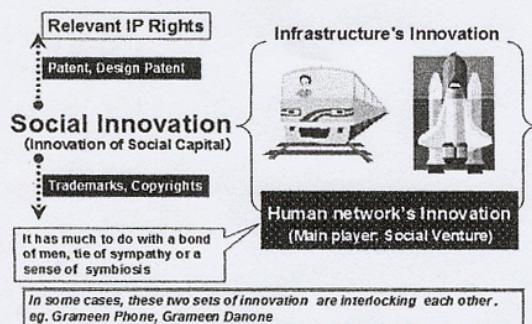 Relevant IP Rights
Patent, Design Patent
Social Innovation
(Innovation of Social Capital)
Trademarks, Copyrights
It has much to do with a bond
of men, tie of sympathy or a
sense of symbiosis
Infrastructure's Innovation
Human network's Innovation
(Main player: Social Venture)
In some cases, these two sets of innovation are interlocking each other.
eg. Grameen Phone, Grameen Danone